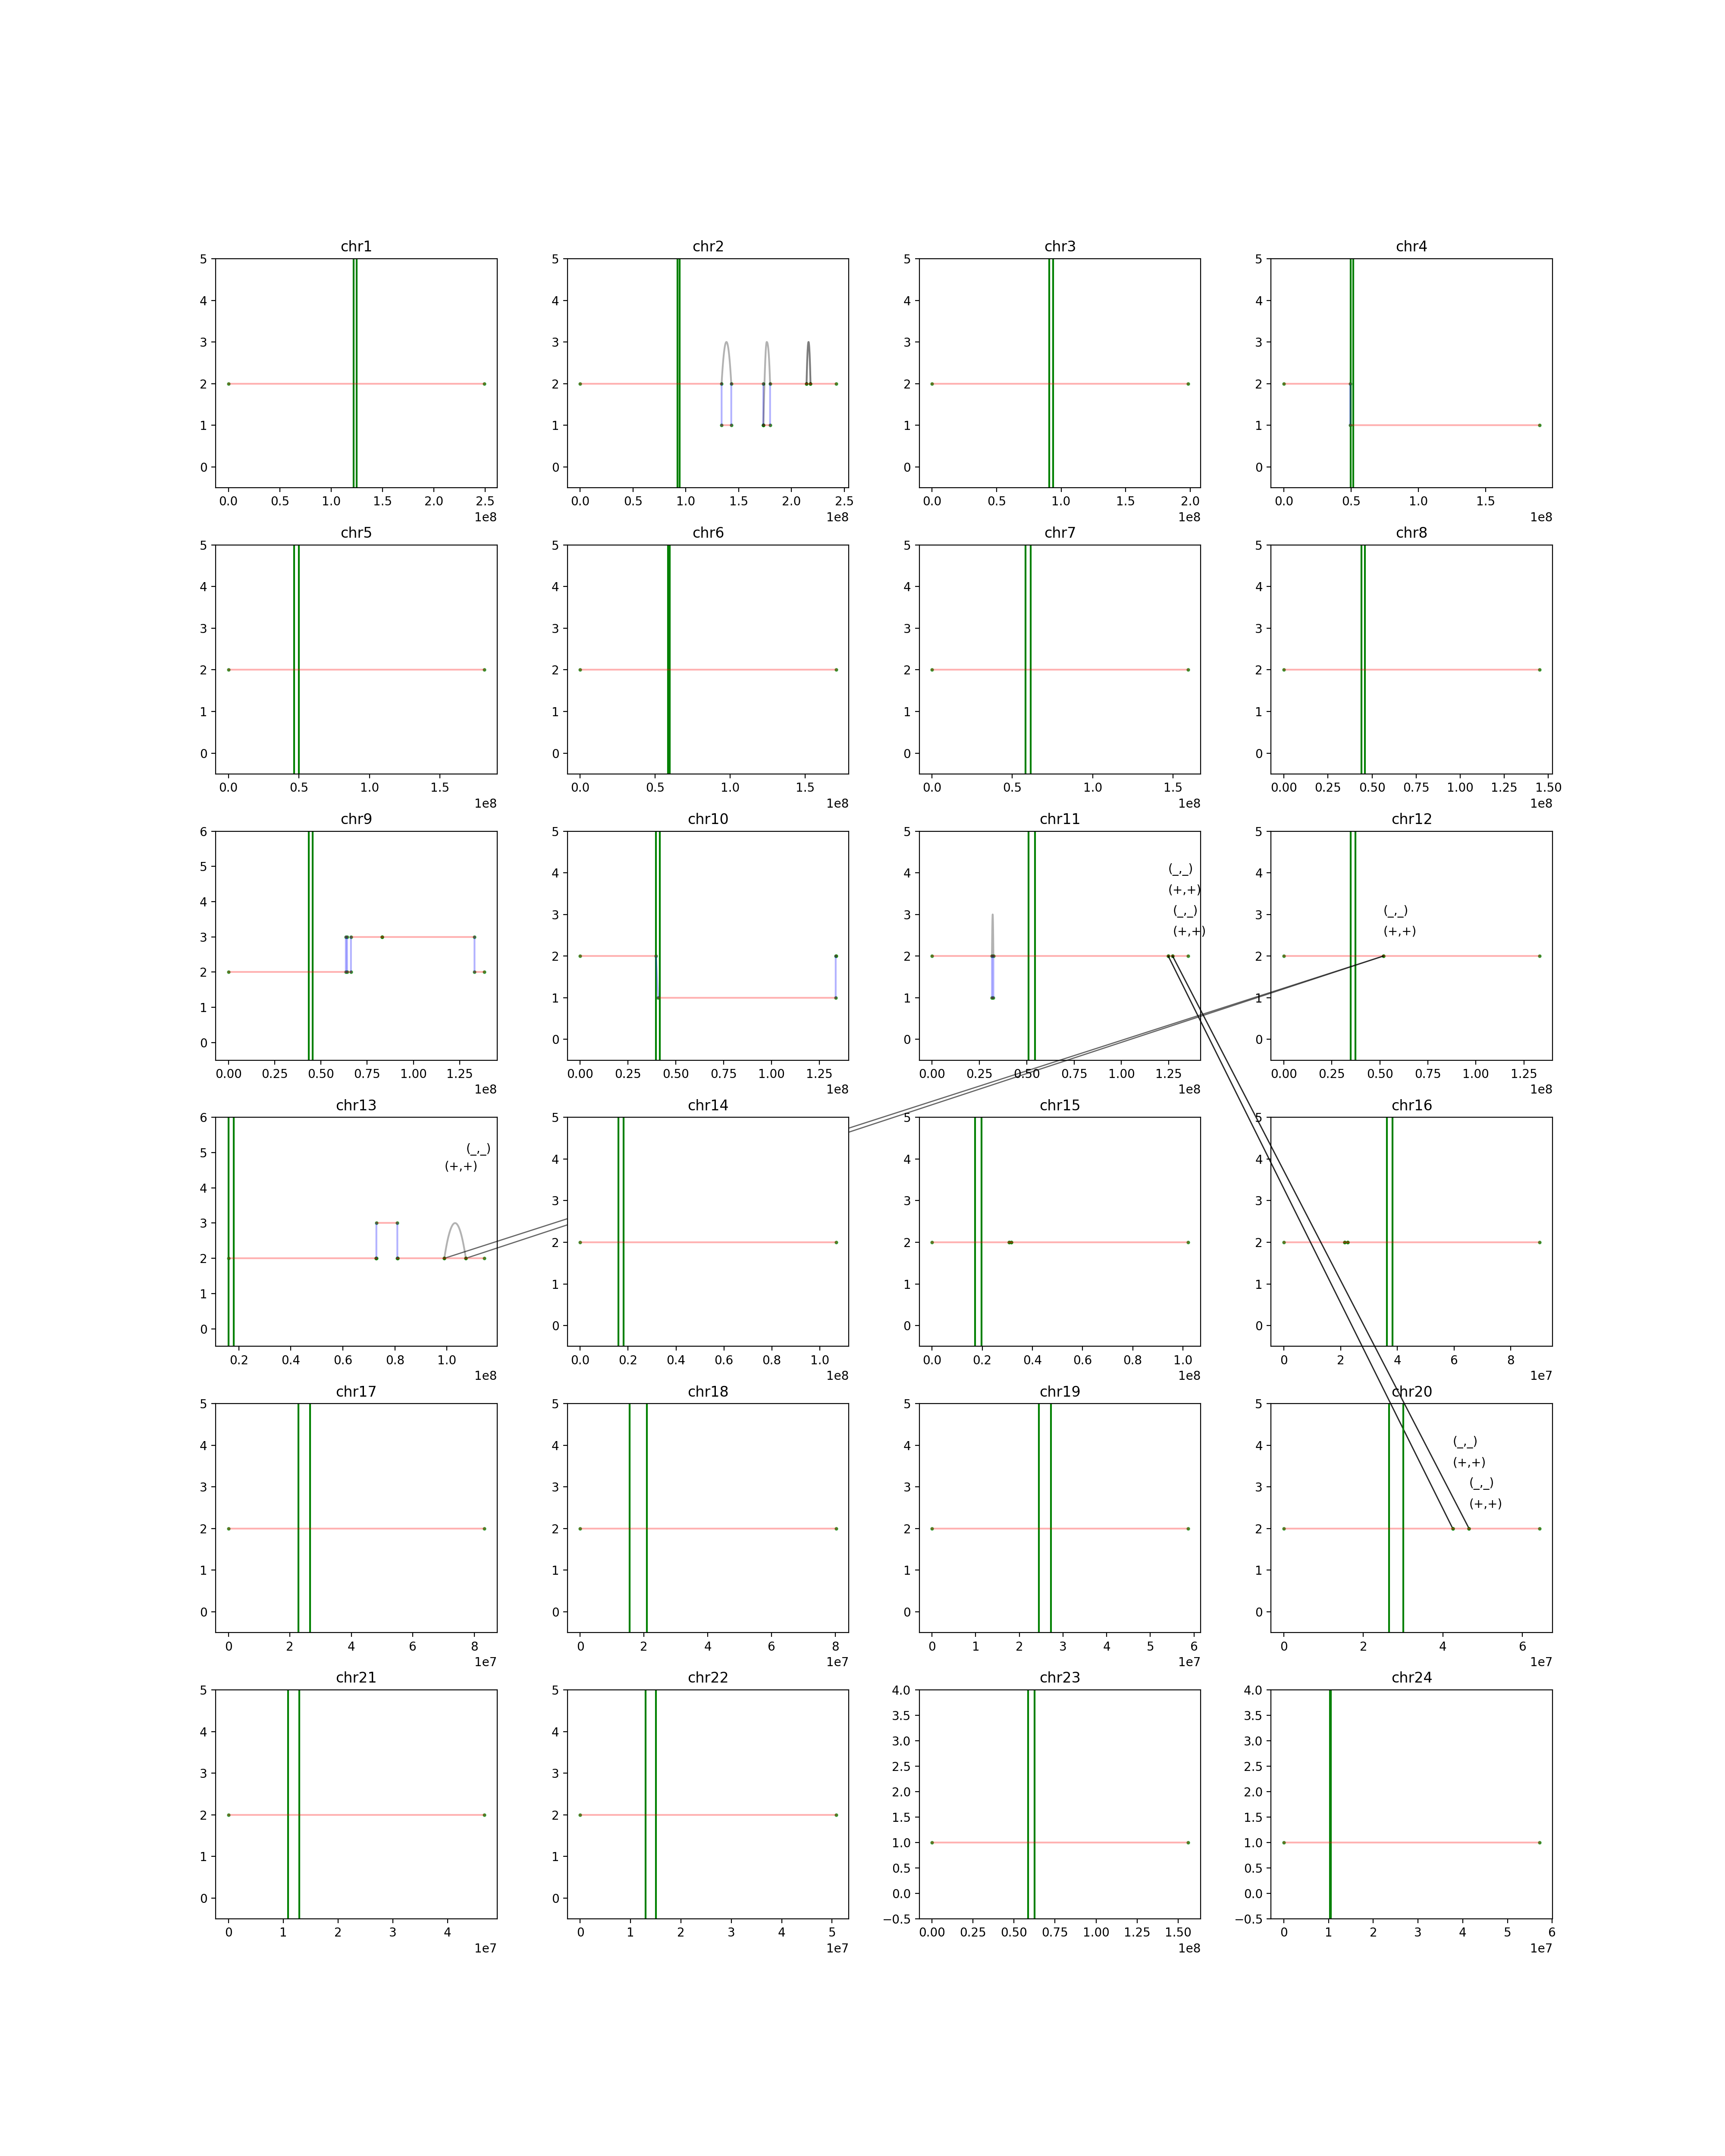 chr1 chr2 chr3 chr4
5 5 5 5
4 4 4 4
3 3 3 3
2 2 2 2
1 1 1 1
0 0 0 0
0.0 0.5 1.0 1.5 2.0 2.5 0.0 0.5 1.0 1.5 2.0 2.5 0.0 0.5 1.0 1.5 2.0 0.0 0.5 1.0 1.5
1e8 1e8 1e8 1e8
chr5 chr6 chr7 chr8
5 5 5 5
4 4 4 4
3 3 3 3
2 2 2 2
1 1 1 1
0 0 0 0
0.0 0.5 1.0 1.5 0.0 0.5 1.0 1.5 0.0 0.5 1.0 1.5 0.00 0.25 0.50 0.75 1.00 1.25 1.50
1e8 1e8 1e8 1e8
chr9 chr10 chr11 chr12
6 5 5 5
5 4 (_,_) 4
4 (+,+)
3 3 3 (_,_) 3 (_,_)
(+,+) (+,+)
2 2 2 2
1 1 1 1
0 0 0 0
0.00 0.25 0.50 0.75 1.00 1.25 0.00 0.25 0.50 0.75 1.00 1.25 0.00 0.25 0.50 0.75 1.00 1.25 0.00 0.25 0.50 0.75 1.00 1.25
1e8 1e8 1e8 1e8
chr13 chr14 chr15 chr16
6 5 5 5
5 (_,_) 4 4 4
(+,+)
4 3 3 3
3
2 2 2 2
1 1 1 1
0 0 0 0
0.2 0.4 0.6 0.8 1.0 0.0 0.2 0.4 0.6 0.8 1.0 0.0 0.2 0.4 0.6 0.8 1.0 0 2 4 6 8
1e8 1e8 1e8 1e7
chr17 chr18 chr19 chr20
5 5 5 5
4 4 4 4 (_,_)
(+,+)
3 3 3 3 (_,_)
(+,+)
2 2 2 2
1 1 1 1
0 0 0 0
0 2 4 6 8 0 2 4 6 8 0 1 2 3 4 5 6 0 2 4 6
1e7 1e7 1e7 1e7
chr21 chr22 chr23 chr24
5 5 4.0 4.0
4 4 3.5 3.5
3 3 3.0 3.0
2.5 2.5
2 2 2.0 2.0
1.5 1.5
1 1 1.0 1.0
0.5 0.5
0 0 0.0 0.0
−0.5 −0.5
0 1 2 3 4 0 1 2 3 4 5 0.00 0.25 0.50 0.75 1.00 1.25 1.50 0 1 2 3 4 5 6
1e7 1e7 1e8 1e7